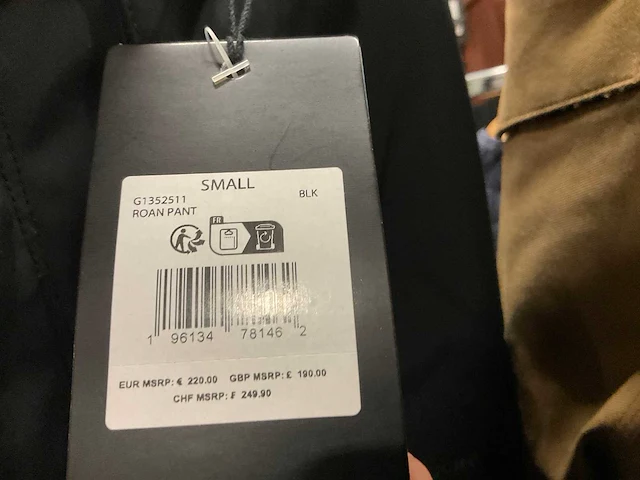 SMALL
G1352511 BLK
ROAN PANT
FR
1 96134 78146 2
EUR MSRP: € 220.00 GBP MSRP: £ 190.00
CHF MSRP: ₣ 249.90